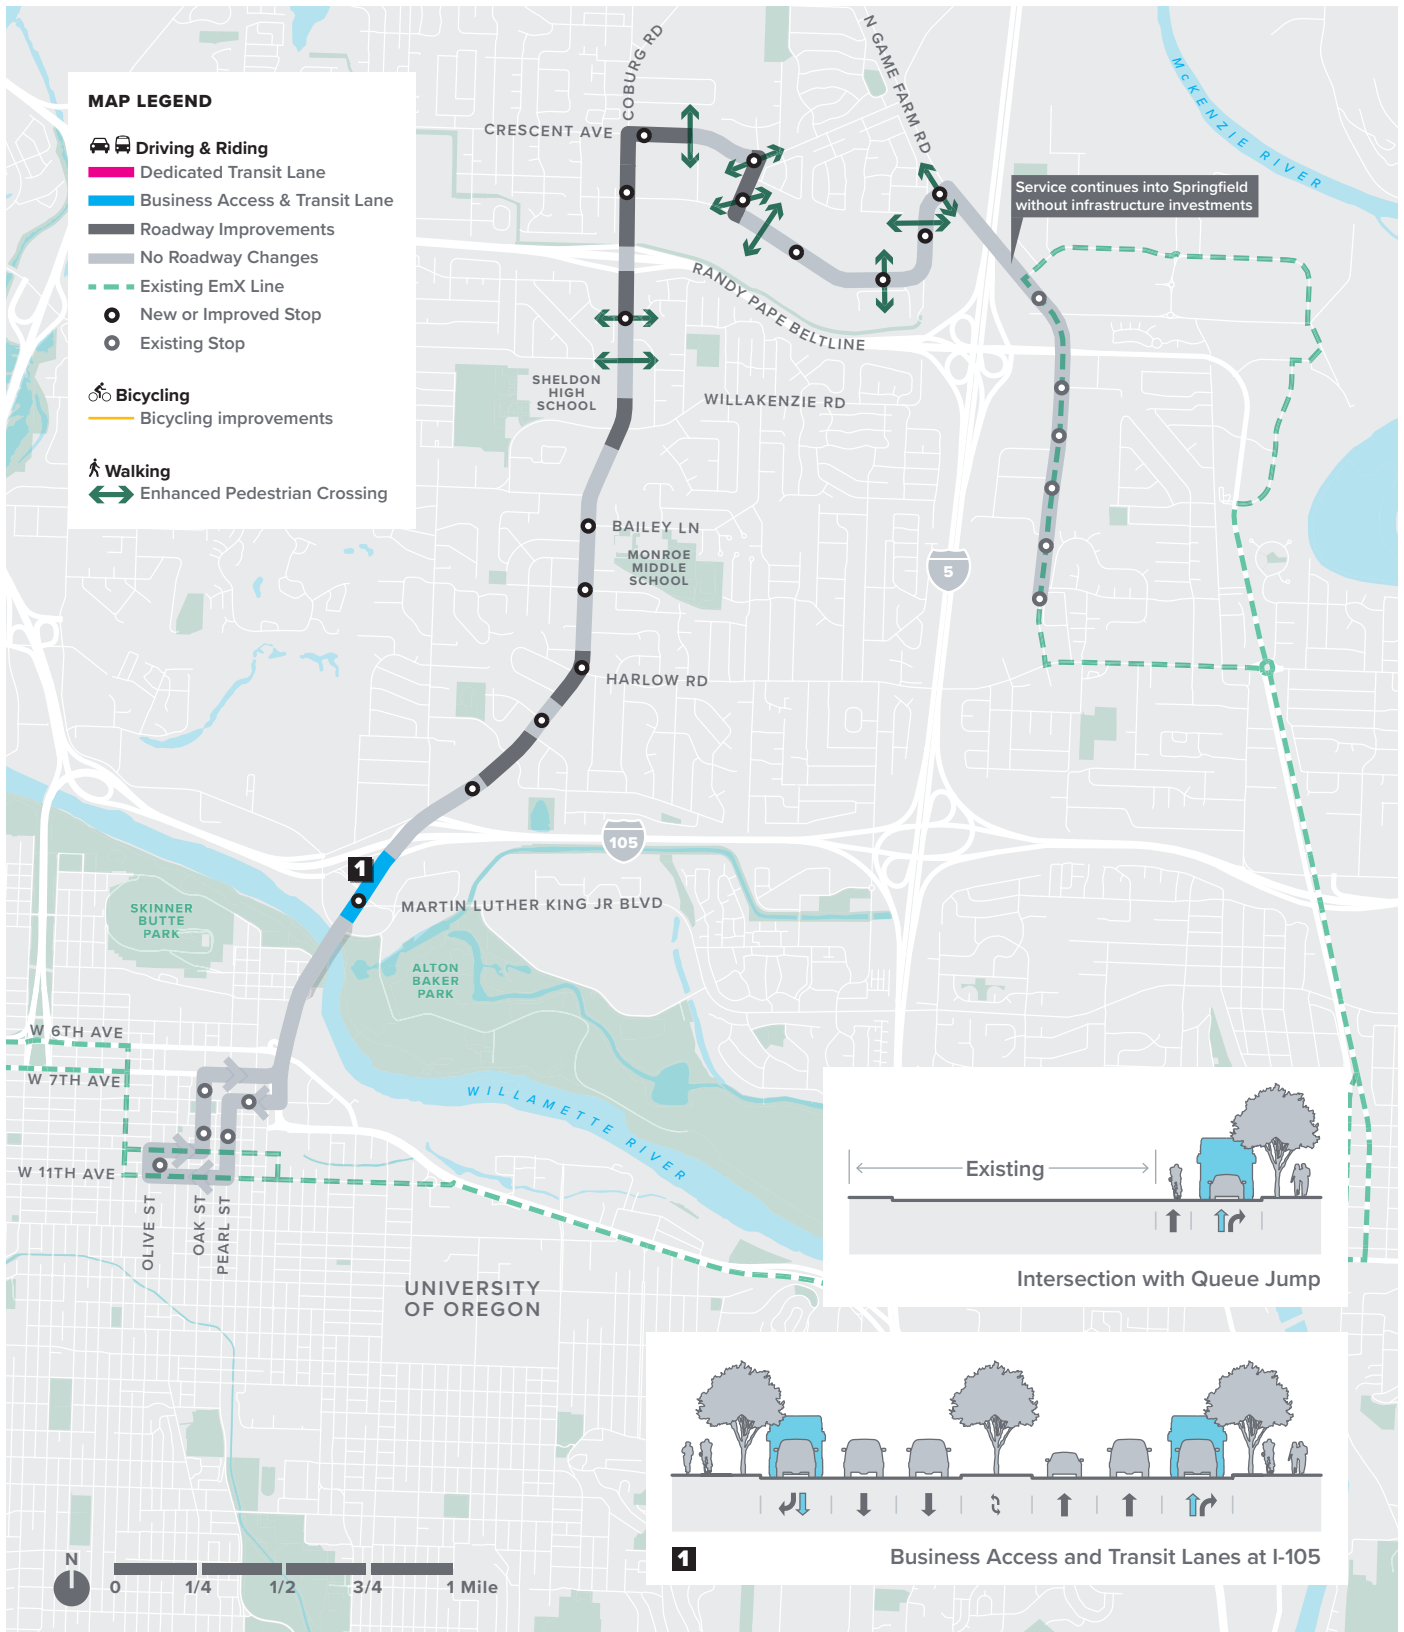 MAP LEGEND
Driving & Riding
Dedicated Transit Lane
Business Access & Transit Lane
Roadway Improvements
No Roadway Changes
Existing EmX Line
New or Improved Stop
Existing Stop
Bicycling
Bicycling improvements
Walking
Enhanced Pedestrian Crossing
COBURG RD
N GAME FARM RD
McKENZIE RIVER
CRESCENT AVE
Service continues into Springfield
without infrastructure investments
RANDY PAPE BELTLINE
SHELDON
HIGH
SCHOOL
WILLAKENZIE RD
BAILEY LN
MONROE
MIDDLE
SCHOOL
5
HARLOW RD
105
1
MARTIN LUTHER KING JR BLVD
SKINNER
BUTTE
PARK
ALTON
BAKER
PARK
W 6TH AVE
W 7TH AVE
WILLAMETTE RIVER
W 11TH AVE
OLIVE ST
OAK ST
PEARL ST
UNIVERSITY
OF OREGON
Existing
Intersection with Queue Jump
1
Business Access and Transit Lanes at I-105
N
0 1/4 1/2 3/4 1 Mile